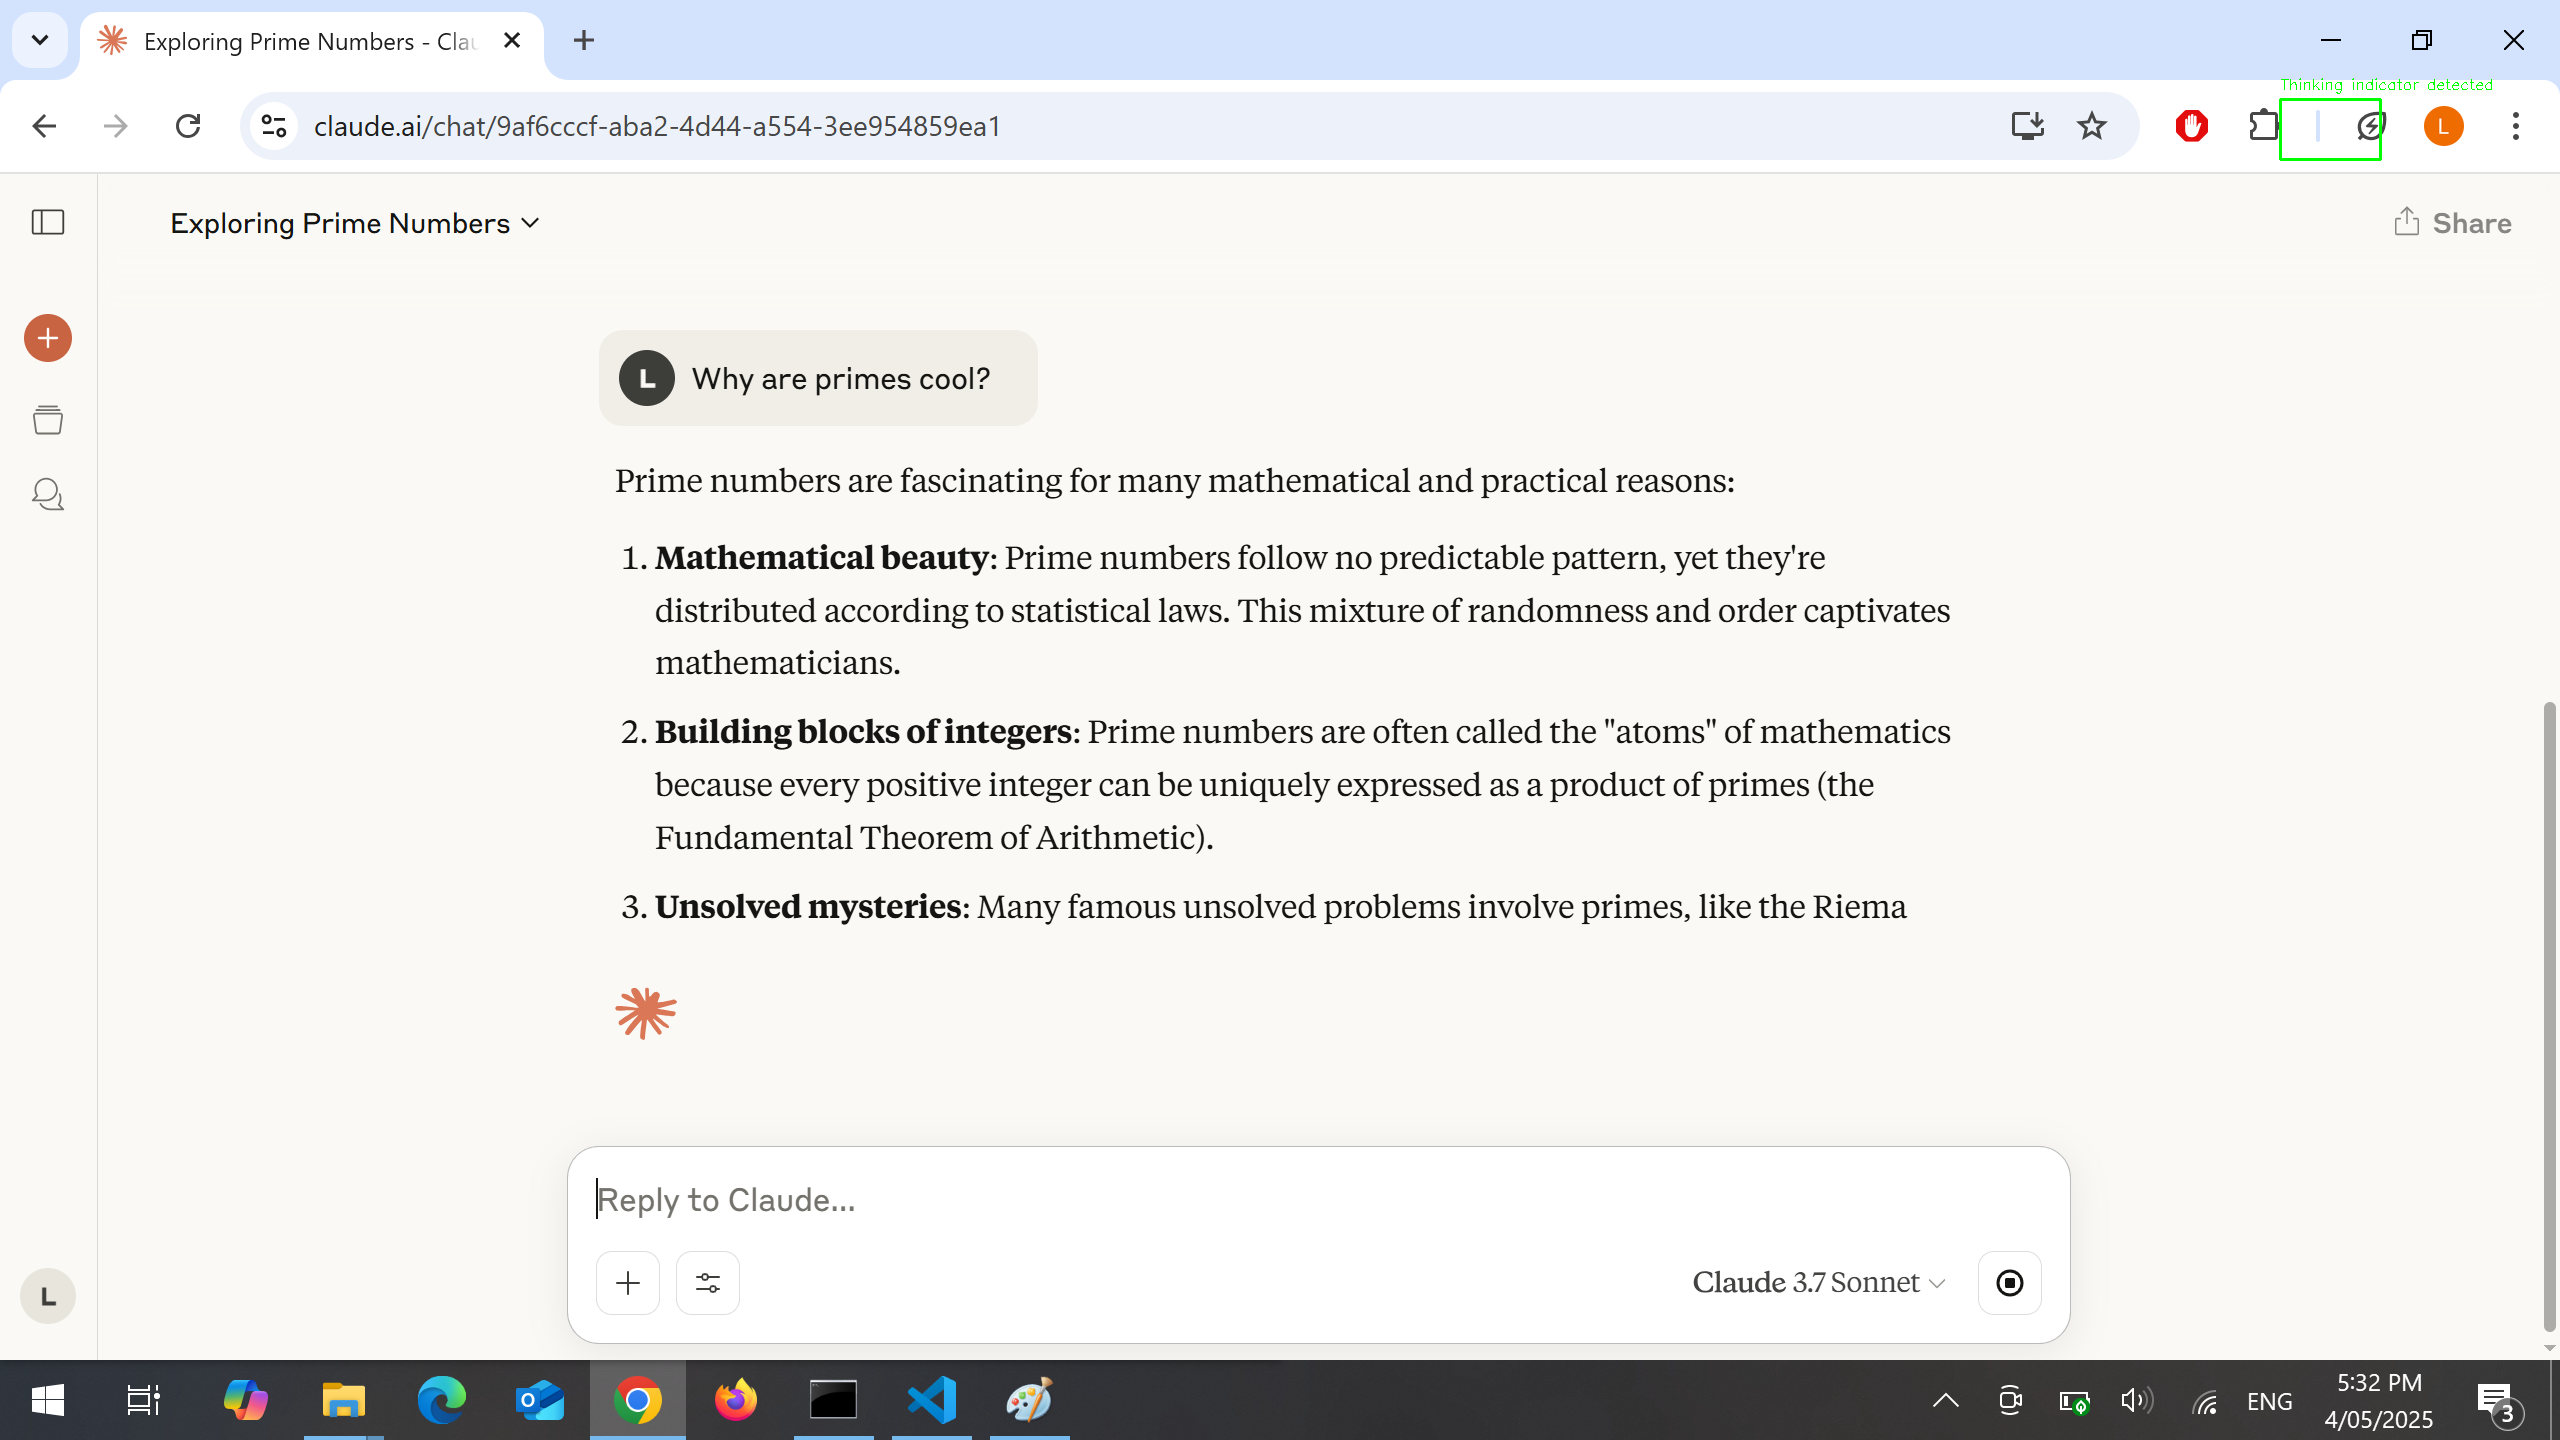 Exploring Prime Numbers - Clau
Thinking indicator detected
claude.ai/chat/9af6cccf-aba2-4d44-a554-3ee954859ea1
L
Exploring Prime Numbers
Share
L
Why are primes cool?
Prime numbers are fascinating for many mathematical and practical reasons:
1. Mathematical beauty: Prime numbers follow no predictable pattern, yet they're
distributed according to statistical laws. This mixture of randomness and order captivates
mathematicians.
2. Building blocks of integers: Prime numbers are often called the "atoms" of mathematics
because every positive integer can be uniquely expressed as a product of primes (the
Fundamental Theorem of Arithmetic).
3. Unsolved mysteries: Many famous unsolved problems involve primes, like the Riema
Reply to Claude...
Claude 3.7 Sonnet
L
ENG
5:32 PM
4/05/2025
3